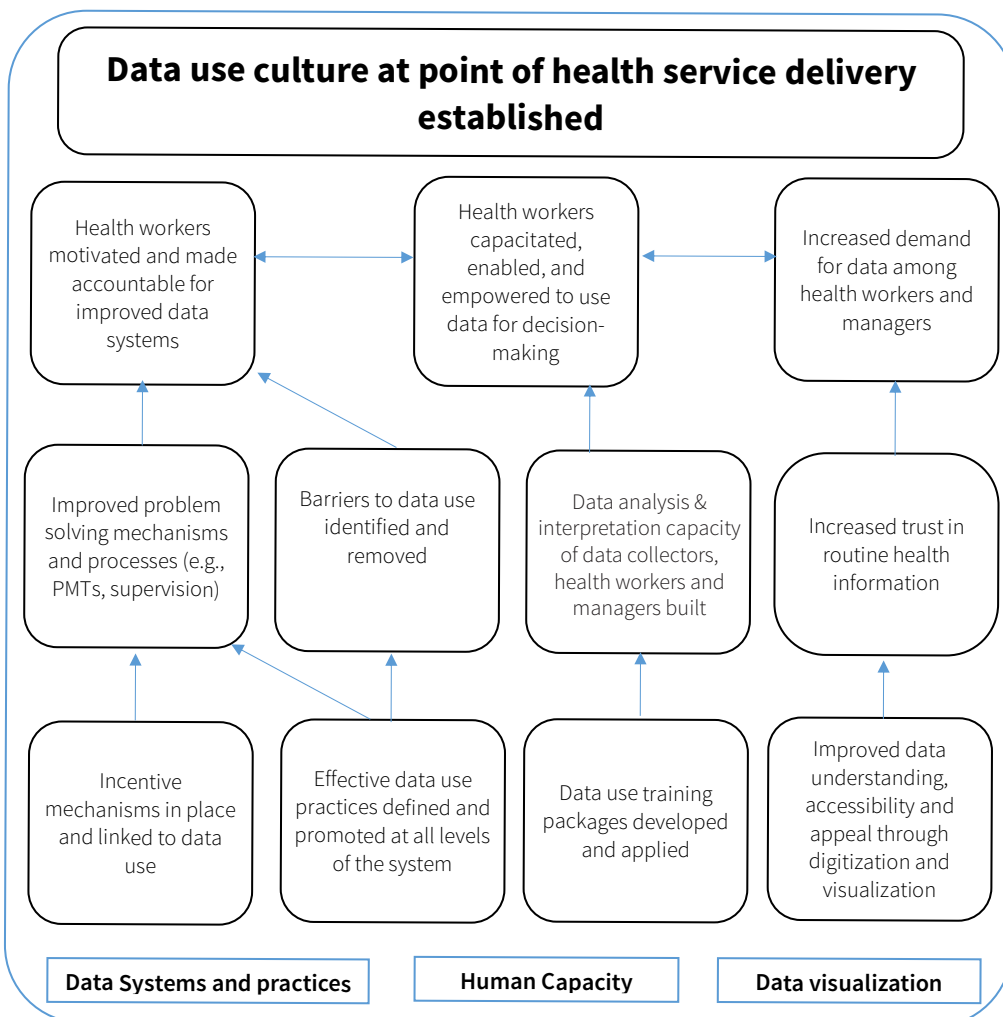 Data use culture at point of health service delivery
established
Health workers
motivated and made
accountable for
improved data
systems
Health workers
capacitated,
enabled, and
empowered to use
data for decision-
making
Increased demand
for data among
health workers and
managers
Improved problem
solving mechanisms
and processes (e.g.,
PMTs, supervision)
Barriers to data use
identified and
removed
Data analysis &
interpretation capacity
of data collectors,
health workers and
managers built
Increased trust in
routine health
information
Incentive
mechanisms in place
and linked to data
use
Effective data use
practices defined and
promoted at all levels
of the system
Data use training
packages developed
and applied
Improved data
understanding,
accessibility and
appeal through
digitization and
visualization
Data Systems and practices
Human Capacity
Data visualization